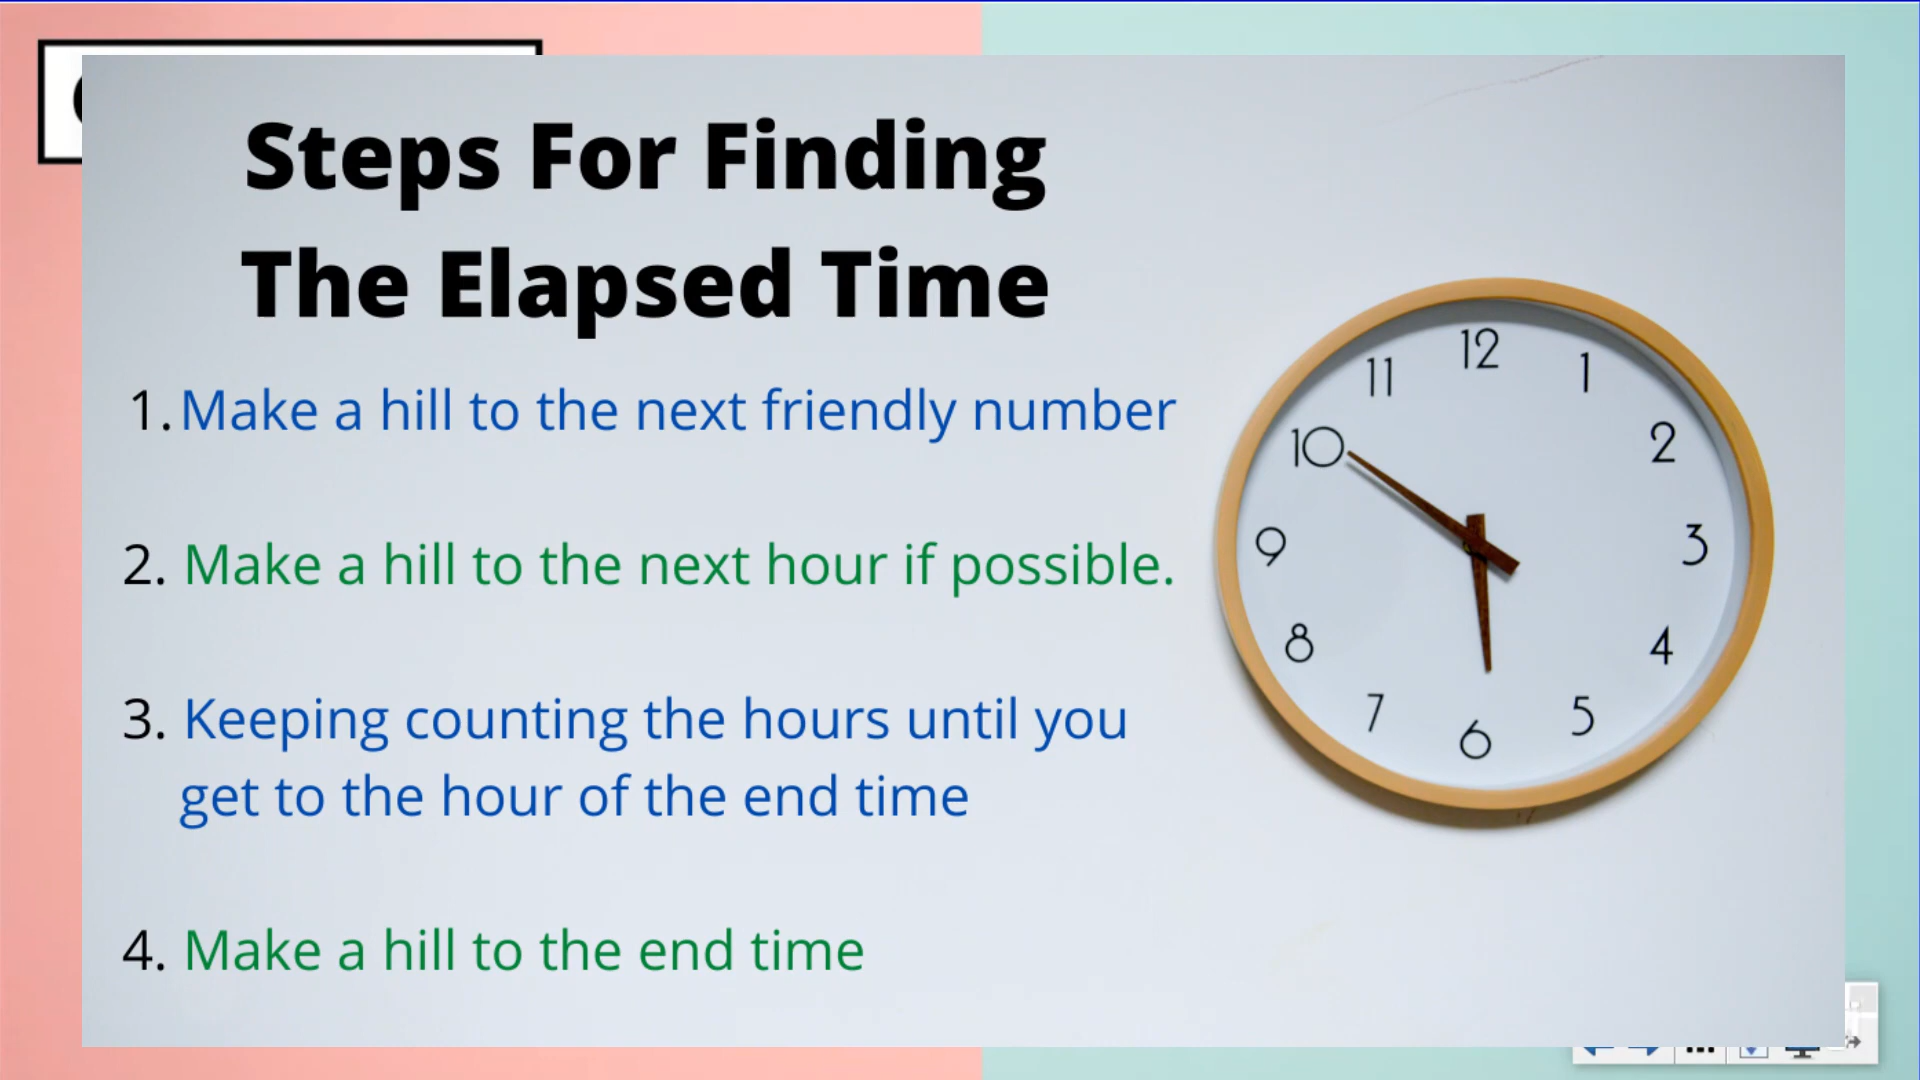 Steps For Finding
The Elapsed Time
1. Make a hill to the next friendly number
2. Make a hill to the next hour if possible.
3. Keeping counting the hours until you
get to the hour of the end time
4. Make a hill to the end time
12
11
1
10
2
9
3
8
4
7
5
6